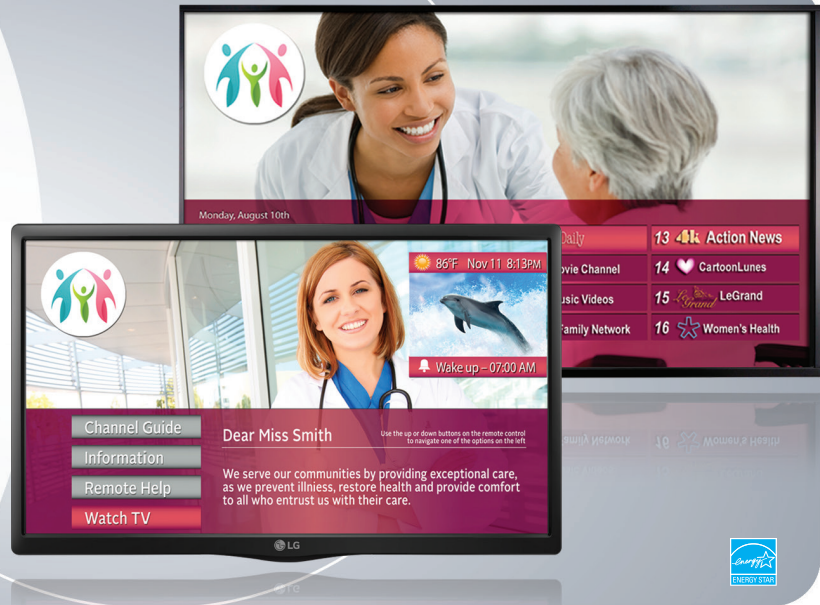 Monday, August 10th
Daily
ovie Channel
usic Videos
Family Network
13 4k Action News
14 CartoonLunes
15 LeGrand LeGrand
16 Women's Health
86°F Nov 11 8:13PM
Wake up – 07:00 AM
Channel Guide
Information
Remote Help
Watch TV
Dear Miss Smith
Use the up or down buttons on the remote control
to navigate one of the options on the left
We serve our communities by providing exceptional care,
as we prevent illniess, restore health and provide comfort
to all who entrust us with their care.
LG
energy
ENERGY STAR